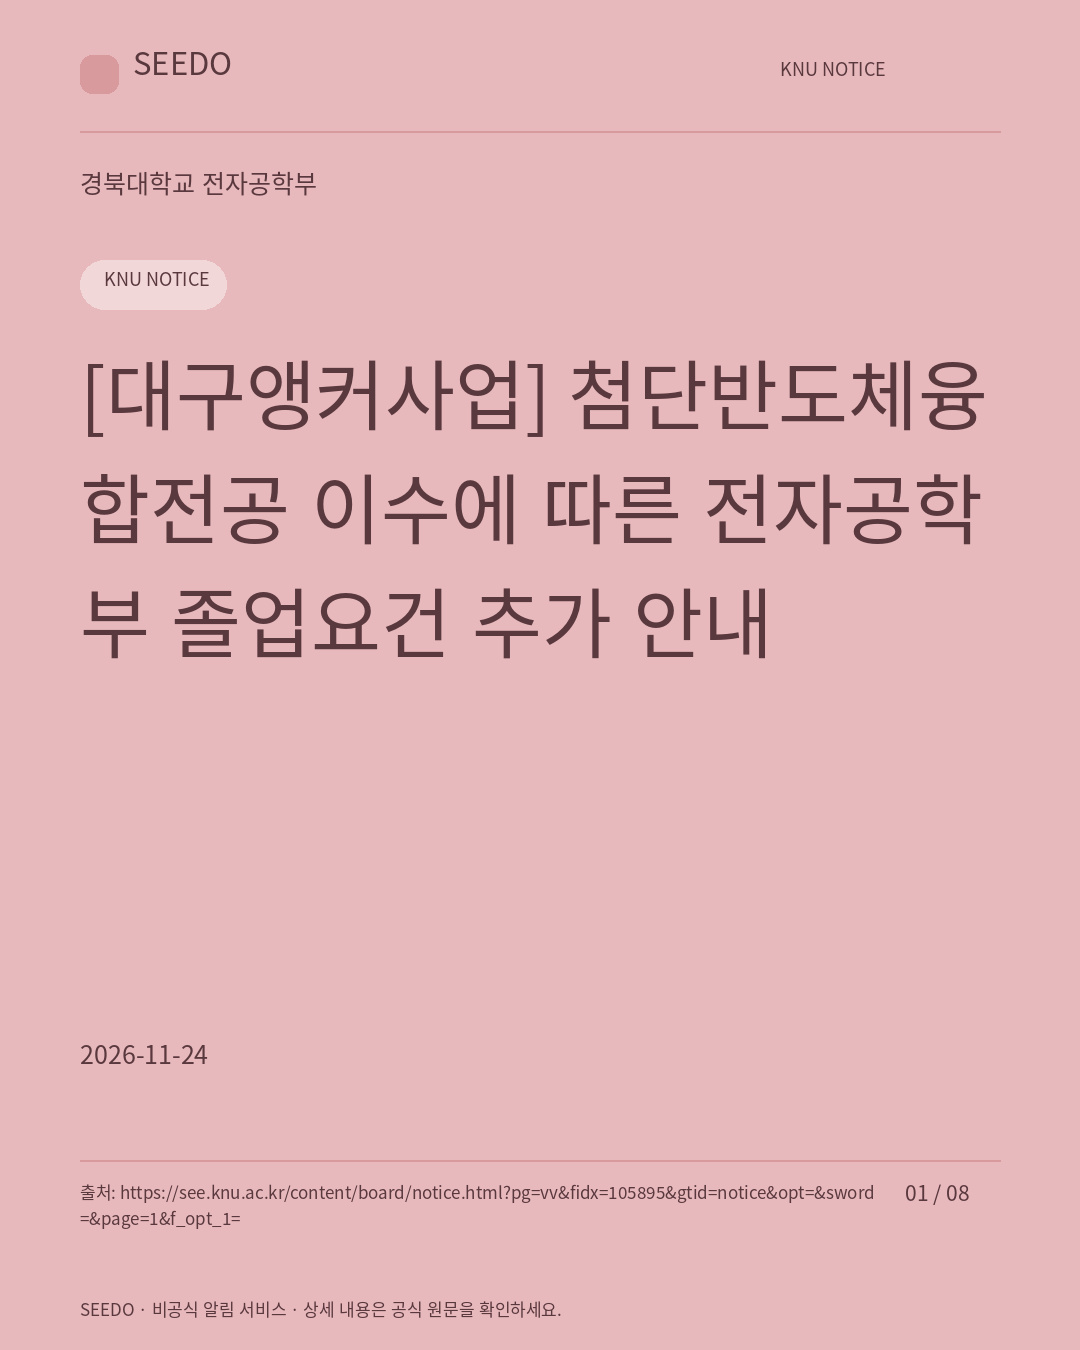 SEEDO
KNU NOTICE
경북대학교 전자공학부
KNU NOTICE
[대구앵커사업] 첨단반도체융
합전공 이수에 따른 전자공학
부 졸업요건 추가 안내
2026-11-24
출처: https://see.knu.ac.kr/content/board/notice.html?pg=vv&fidx=105895&gtid=notice&opt=&sword
=&page=1&f_opt_1=
01 / 08
SEEDO · 비공식 알림 서비스 · 상세 내용은 공식 원문을 확인하세요.